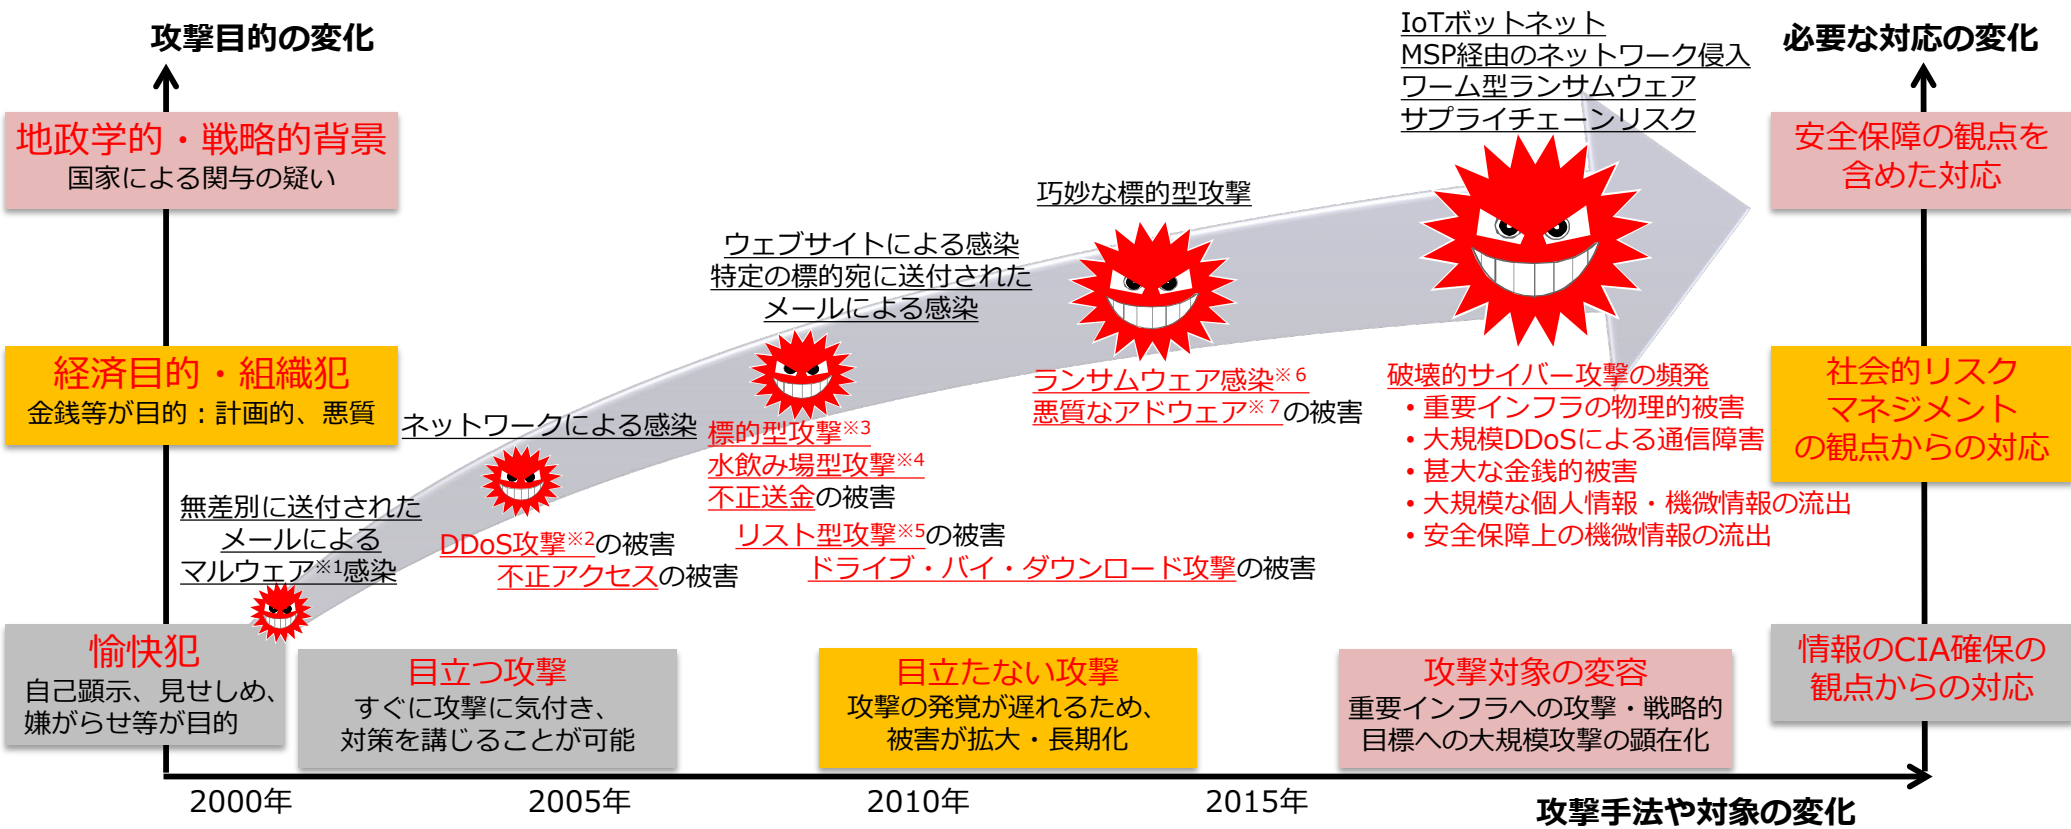 攻撃目的の変化
地政学的・戦略的背景
国家による関与の疑い
経済目的・組織犯
金銭等が目的：計画的、悪質
愉快犯
自己顕示、見せしめ、
嫌がらせ等が目的
無差別に送付された
メールによる
マルウェア※1感染
ネットワークによる感染
DDoS攻撃※2の被害
不正アクセスの被害
ウェブサイトによる感染
特定の標的宛に送付された
メールによる感染
標的型攻撃※3
水飲み場型攻撃※4
不正送金の被害
リスト型攻撃※5の被害
ドライブ・バイ・ダウンロード攻撃の被害
巧妙な標的型攻撃
ランサムウェア感染※６
悪質なアドウェア※７の被害
IoTボットネット
MSP経由のネットワーク侵入
ワーム型ランサムウェア
サプライチェーンリスク
破壊的サイバー攻撃の頻発
・重要インフラの物理的被害
・大規模DDoSによる通信障害
・甚大な金銭的被害
・大規模な個人情報・機微情報の流出
・安全保障上の機微情報の流出
必要な対応の変化
安全保障の観点を
含めた対応
社会的リスク
マネジメント
の観点からの対応
情報のCIA確保の
観点からの対応
目立つ攻撃
すぐに攻撃に気付き、
対策を講じることが可能
目立たない攻撃
攻撃の発覚が遅れるため、
被害が拡大・長期化
攻撃対象の変容
重要インフラへの攻撃・戦略的
目標への大規模攻撃の顕在化
2000年
2005年
2010年
2015年
攻撃手法や対象の変化